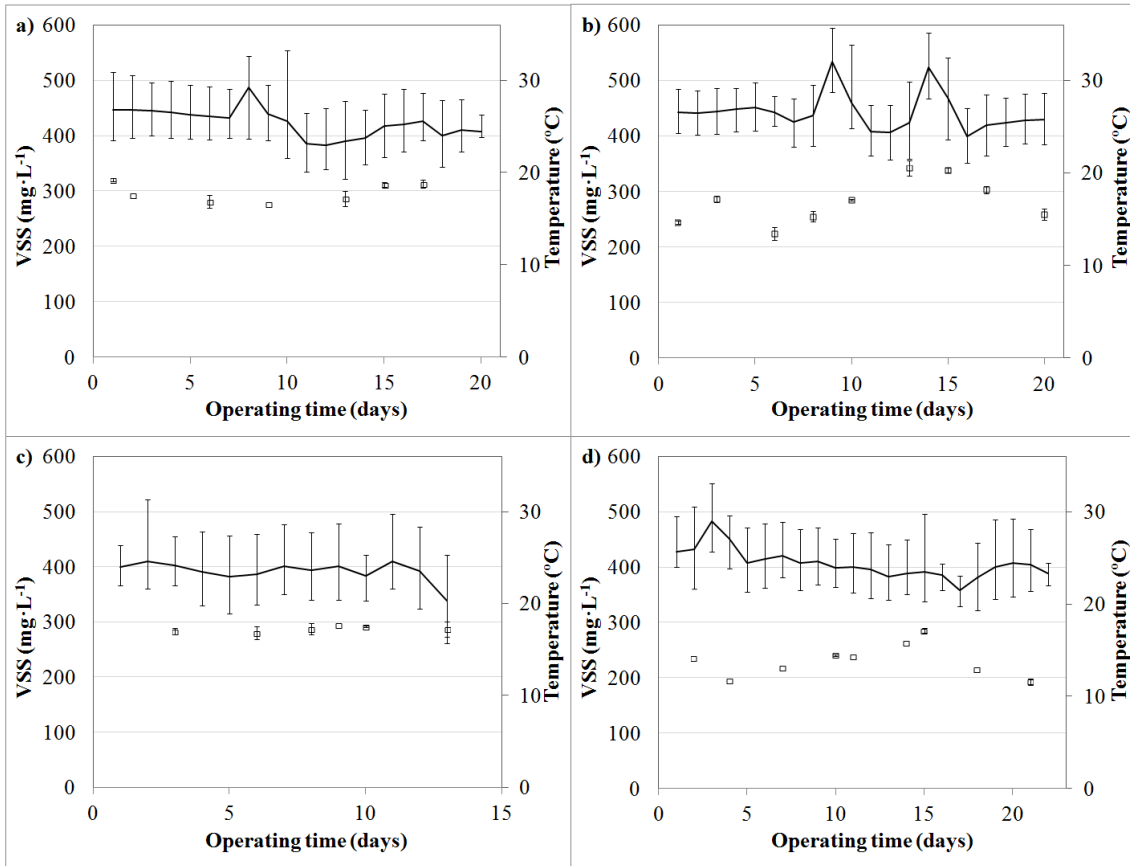 a) 600
500
400
300
200
100
0
VSS (mg·L⁻¹)
30
20
10
0
Temperature (ºC)
0 5 10 15 20
Operating time (days)
b) 600
500
400
300
200
100
0
VSS (mg·L⁻¹)
30
20
10
0
Temperature (ºC)
0 5 10 15 20
Operating time (days)
c) 600
500
400
300
200
100
0
VSS (mg·L⁻¹)
30
20
10
0
Temperature (ºC)
0 5 10 15
Operating time (days)
d) 600
500
400
300
200
100
0
VSS (mg·L⁻¹)
30
20
10
0
Temperature (ºC)
0 5 10 15 20
Operating time (days)